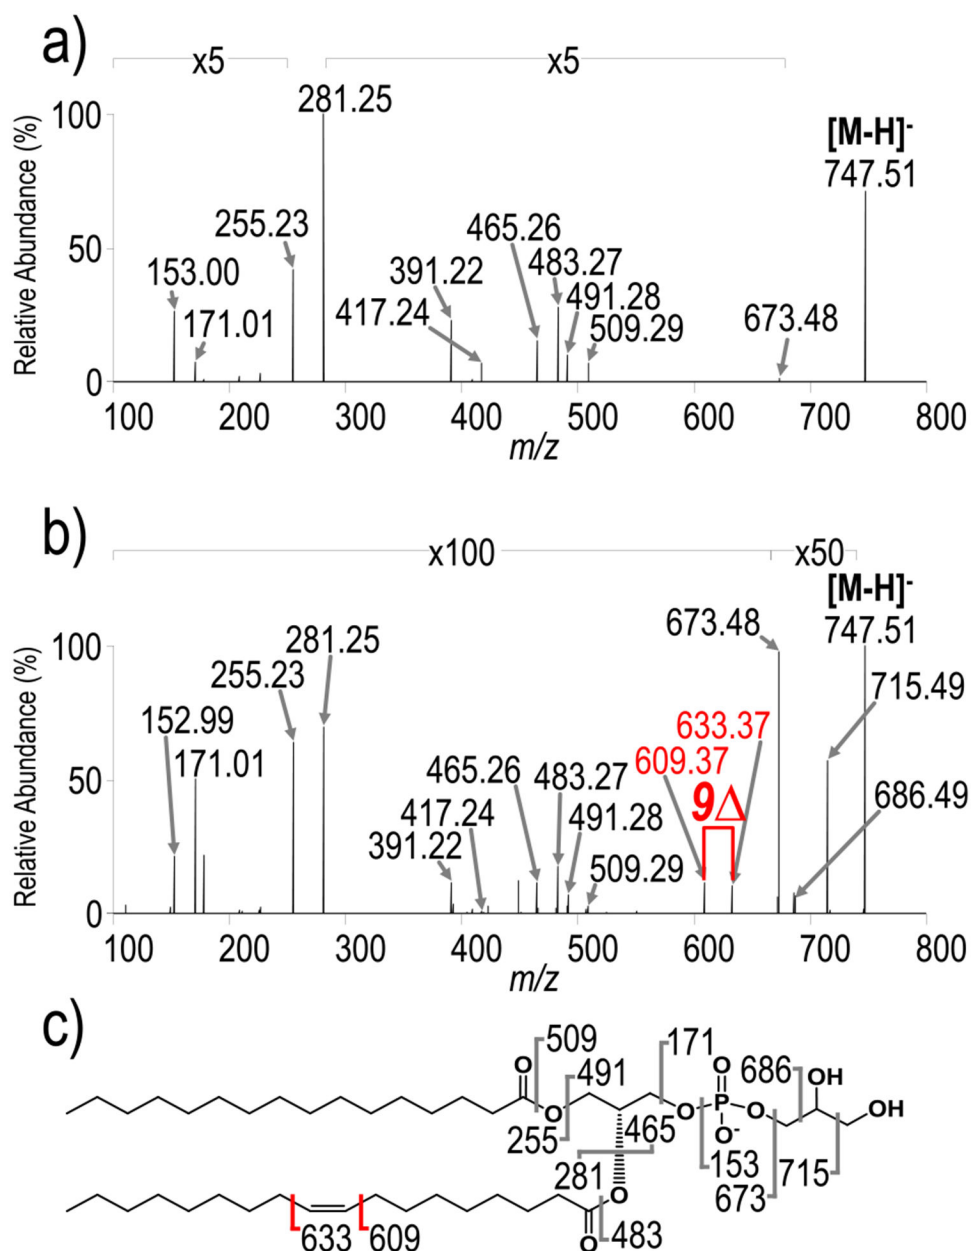 a)
x5 x5
281.25
[M-H]-
747.51
255.23
153.00
171.01
465.26
391.22
483.27
417.24
491.28
509.29
673.48
Relative Abundance (%)
100
50
0
100 200 300 400 500 600 700 800
m/z
b)
x100 x50
[M-H]-
747.51
673.48
281.25
255.23
715.49
152.99
633.37
171.01
609.37
465.26
483.27
9Δ
686.49
417.24
491.28
391.22
509.29
Relative Abundance (%)
100
50
0
100 200 300 400 500 600 700 800
m/z
c)
509
171
O
491
O
686
OH
O
O
P
O
OH
255
465
O-
281
153
715
O
673
633
609
O
483